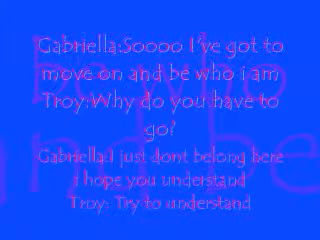 Gabriella:Soooo I've got to
move on and be who i am
Troy:Why do you have to
go?
Gabriella:I just dont belong here
i hope you understand
Troy: Try to understand